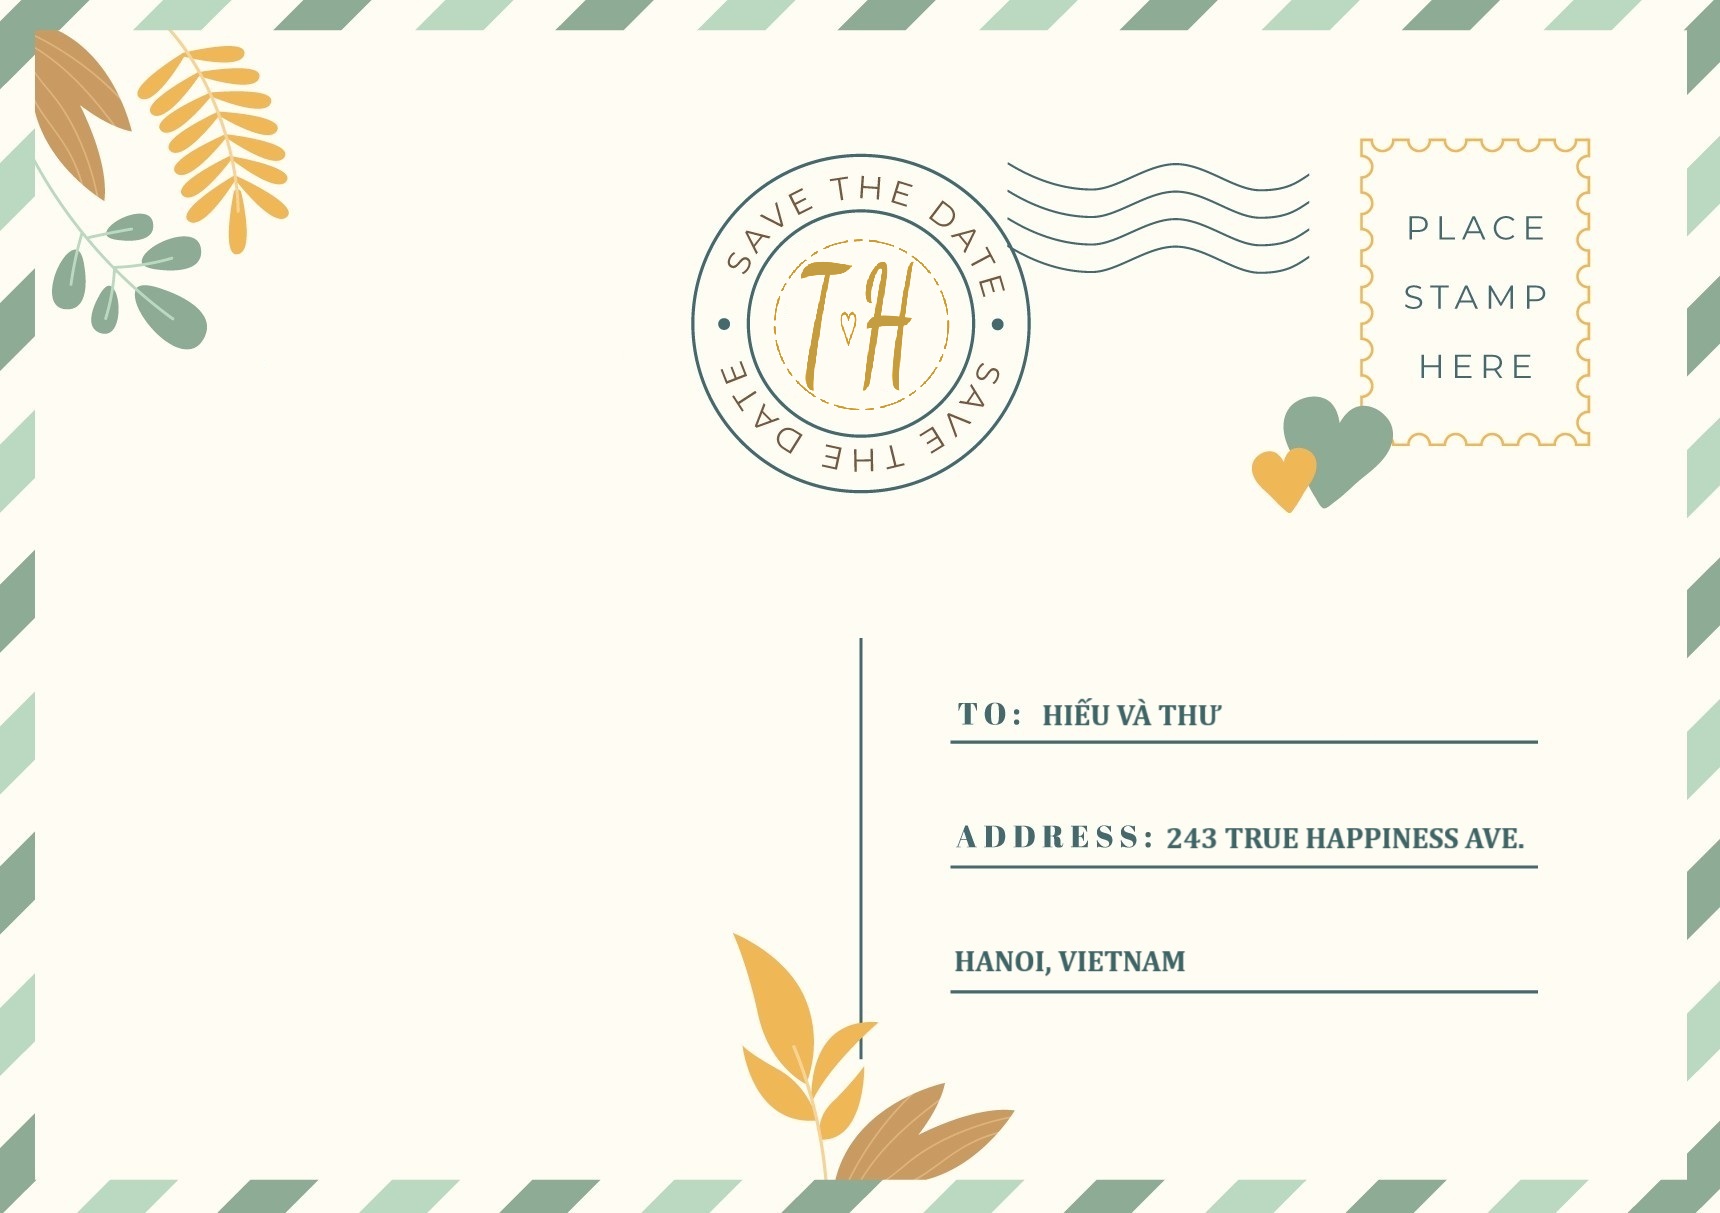 SAVE THE DATE
T H
SAVE THE DATE
PLACE
STAMP
HERE
TO: HIẾU VÀ THƯ
ADDRESS: 243 TRUE HAPPINESS AVE.
HANOI, VIETNAM